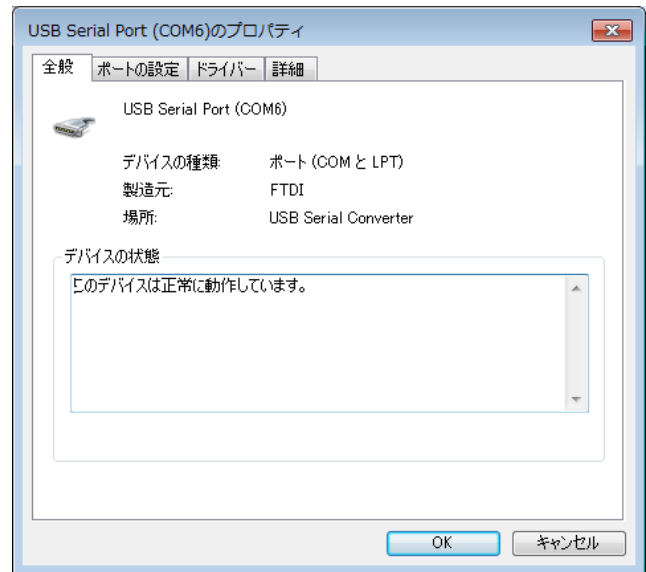 USB Serial Port (COM6)のプロパティ
全般 ポートの設定 ドライバー 詳細
USB Serial Port (COM6)
デバイスの種類: ポート (COM と LPT)
製造元: FTDI
場所: USB Serial Converter
デバイスの状態
このデバイスは正常に動作しています。
OK キャンセル